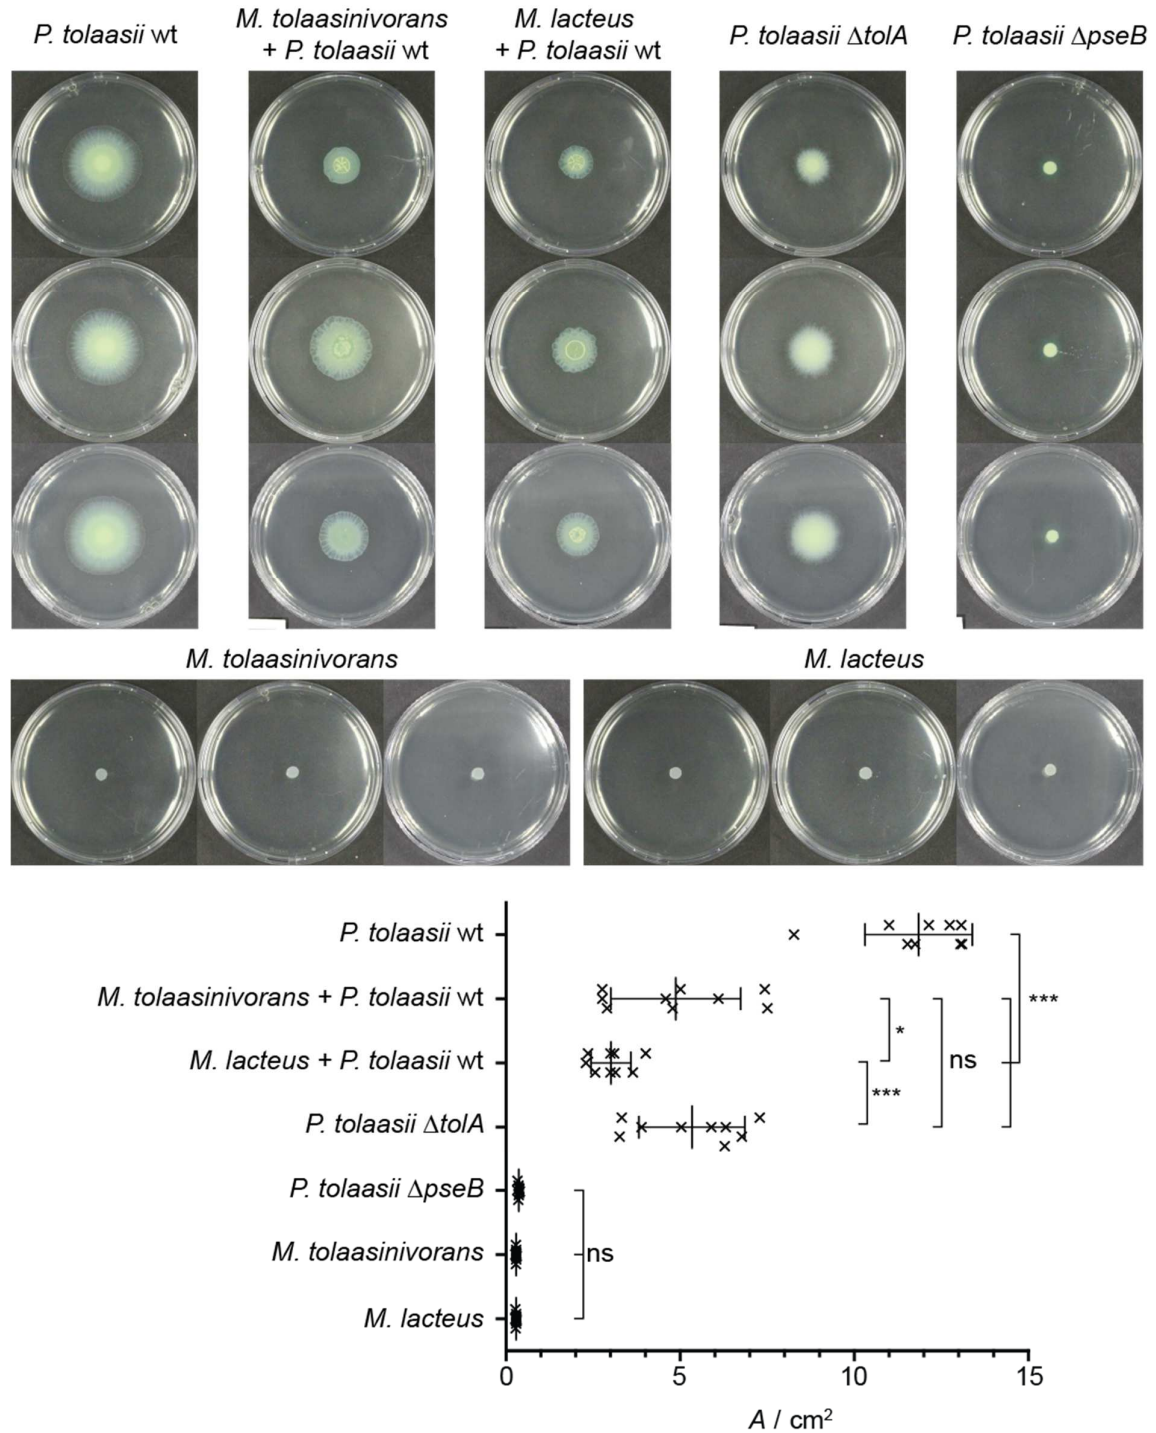 P. tolaasii wt
M. tolaasinivorans
+ P. tolaasii wt
M. lacteus
+ P. tolaasii wt
P. tolaasii ΔtolA
P. tolaasii ΔpseB
M. tolaasinivorans
M. lacteus
P. tolaasii wt
M. tolaasinivorans + P. tolaasii wt
***
*
M. lacteus + P. tolaasii wt
ns
***
P. tolaasii ΔtolA
P. tolaasii ΔpseB
M. tolaasinivorans
ns
M. lacteus
0 5 10 15
A / cm²